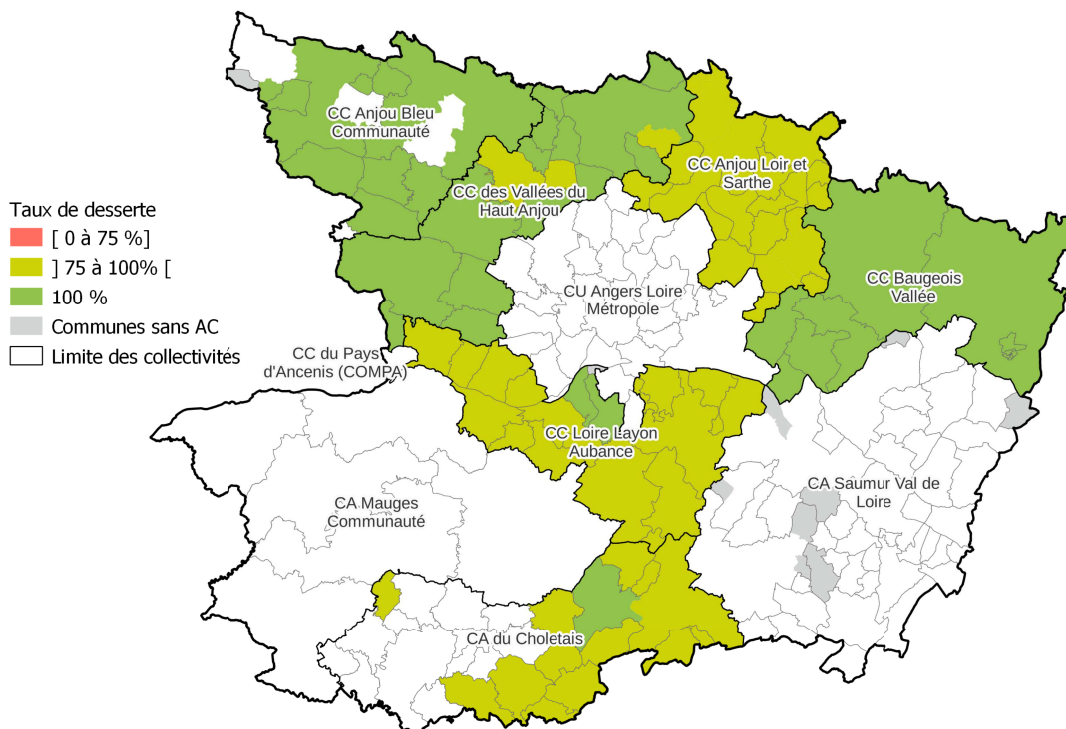 CC Anjou Bleu
Communauté
CC Anjou Loir et
Sarthe
CC des Vallées du
Haut Anjou
Taux de desserte
[ 0 à 75 %]
] 75 à 100% [
100 %
Communes sans AC
Limite des collectivités
CC Baugeois
Vallée
CU Angers Loire
Métropole
CC du Pays
d'Ancenis (COMPA)
CC Loire Layon
Aubance
CA Saumur Val de
Loire
CA Mauges
Communauté
CA du Choletais